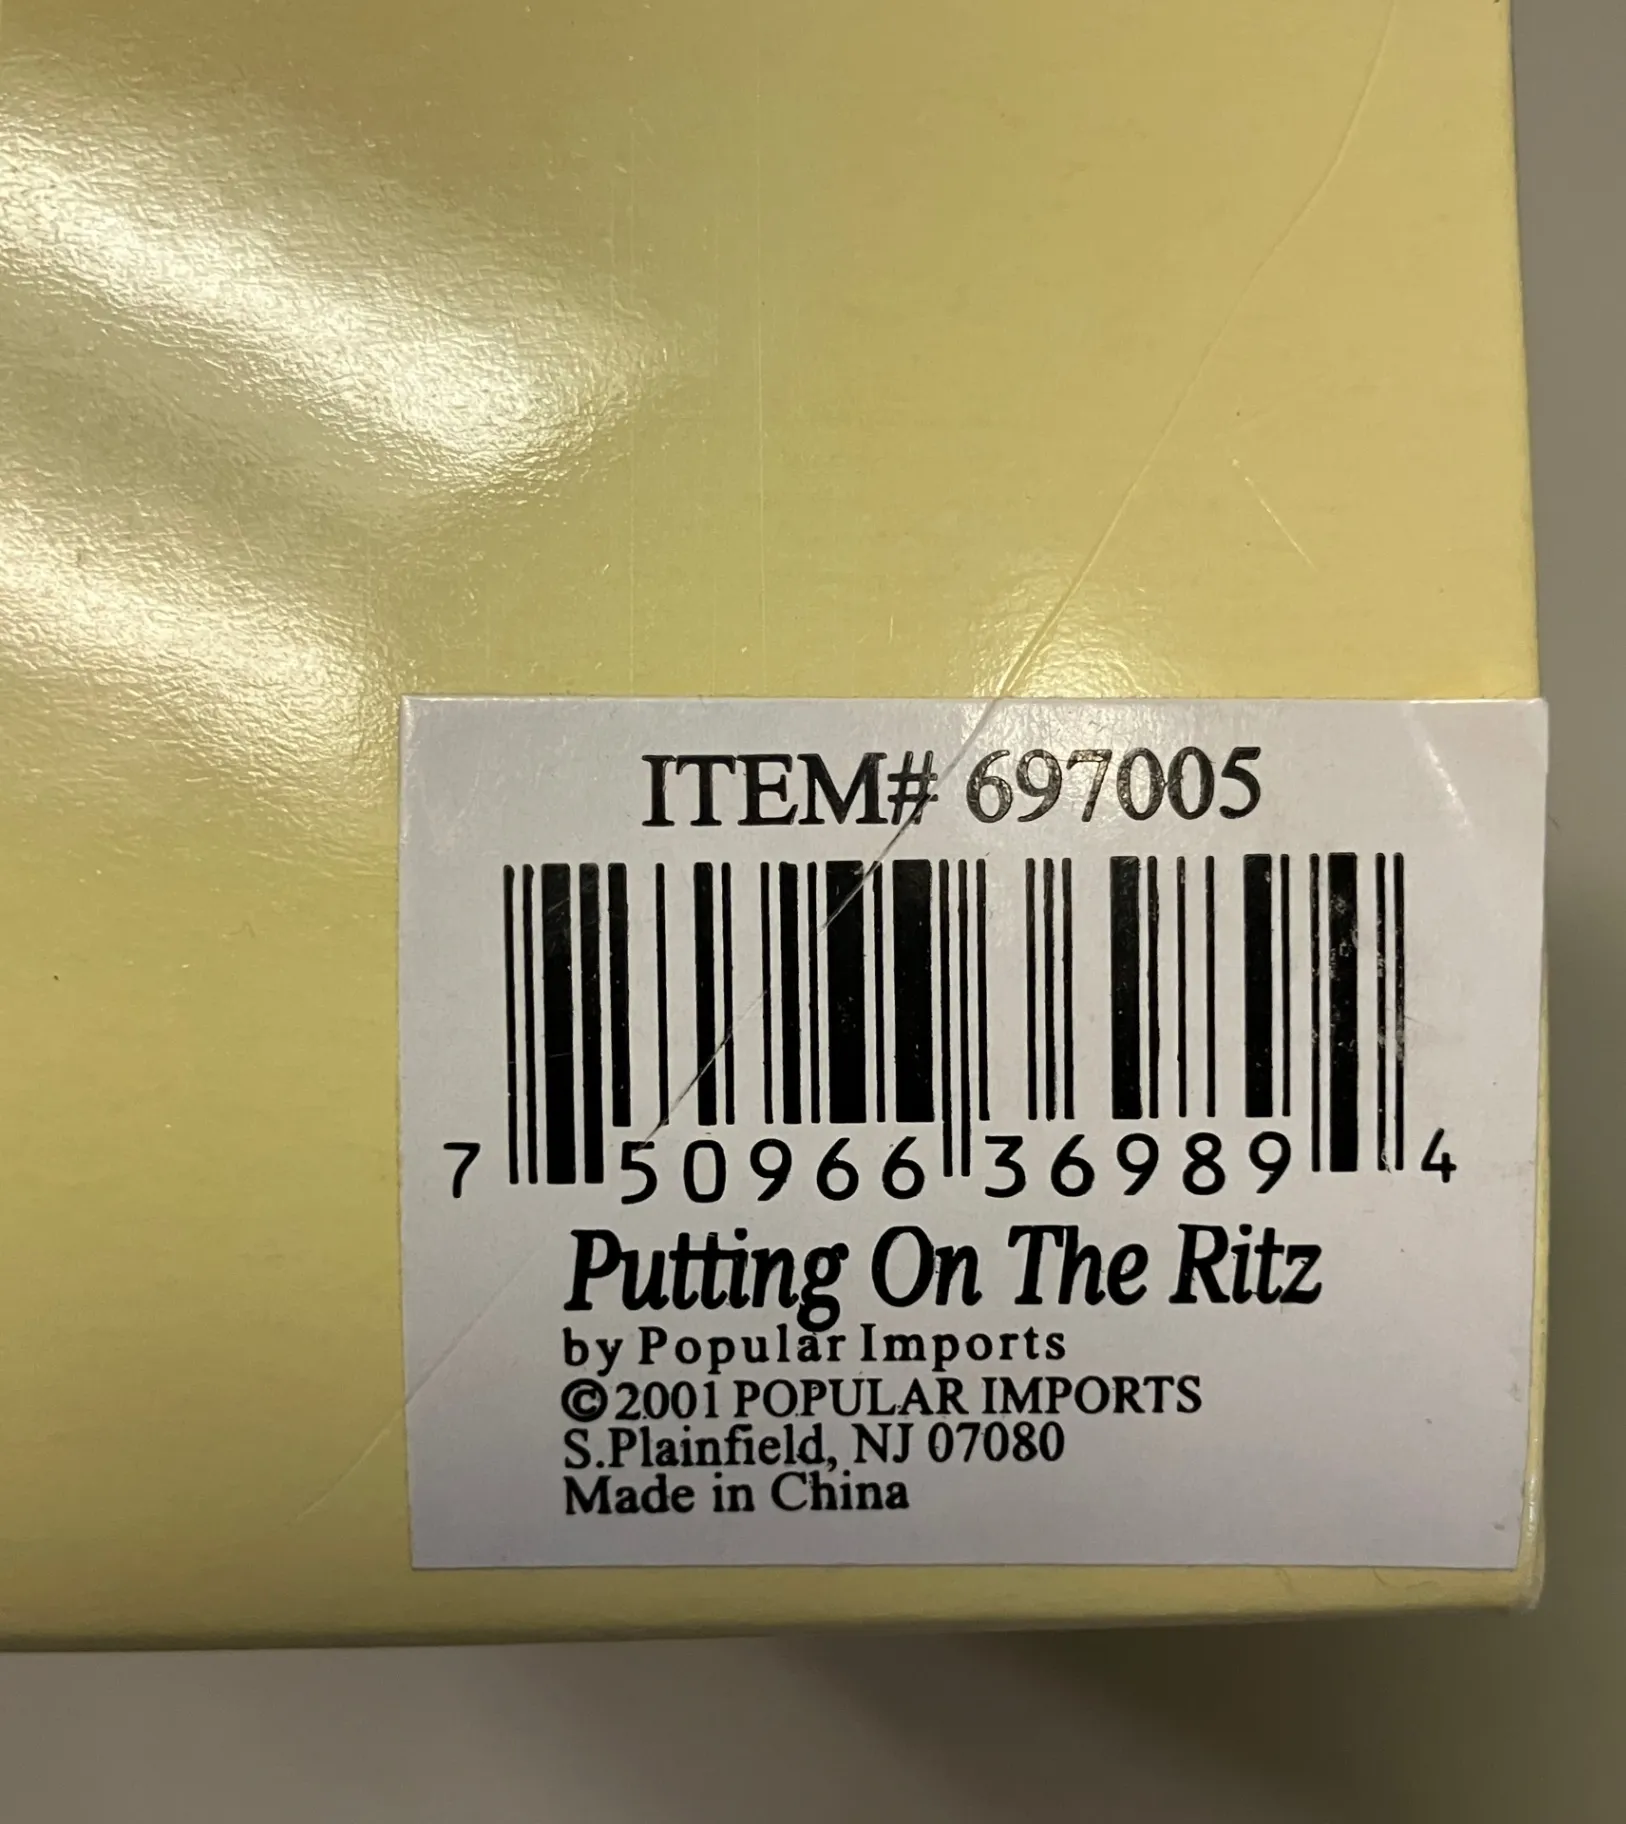 ITEM# 697005
7 50966 36989 4
Putting On The Ritz
by Popular Imports
©2001 POPULAR IMPORTS
S.Plainfield, NJ 07080
Made in China